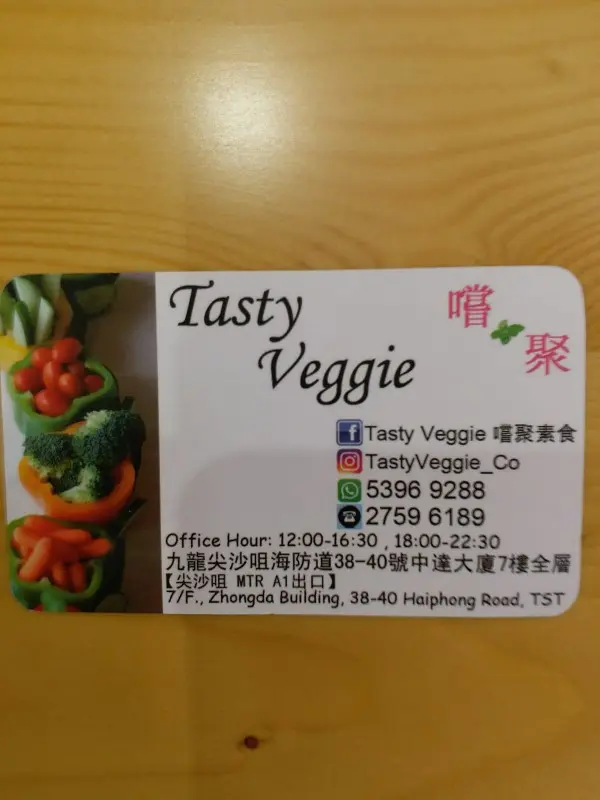 Tasty
Veggie
嚐
聚
Tasty Veggie 嚐聚素食
TastyVeggie_Co
5396 9288
2759 6189
Office Hour: 12:00-16:30 , 18:00-22:30
九龍尖沙咀海防道38-40號中達大廈7樓全層
【尖沙咀 MTR A1出口】
7/F., Zhongda Building, 38-40 Haiphong Road, TST